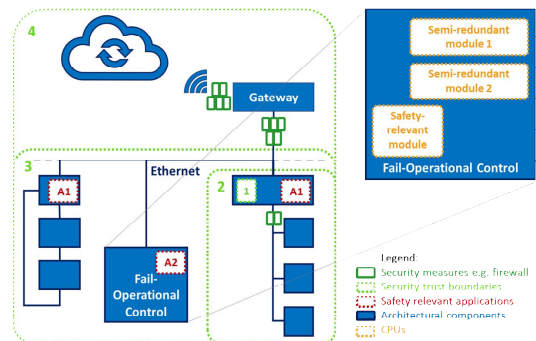 4
Gateway
Semi-redundant
module 1
Semi-redundant
module 2
Safety-
relevant
module
Fail-Operational Control
3
Ethernet
2
A1
1
A1
A2
Fail-
Operational
Control
Legend:
Security measures e.g. firewall
Security trust boundaries
Safety relevant applications
Architectural components
CPUs